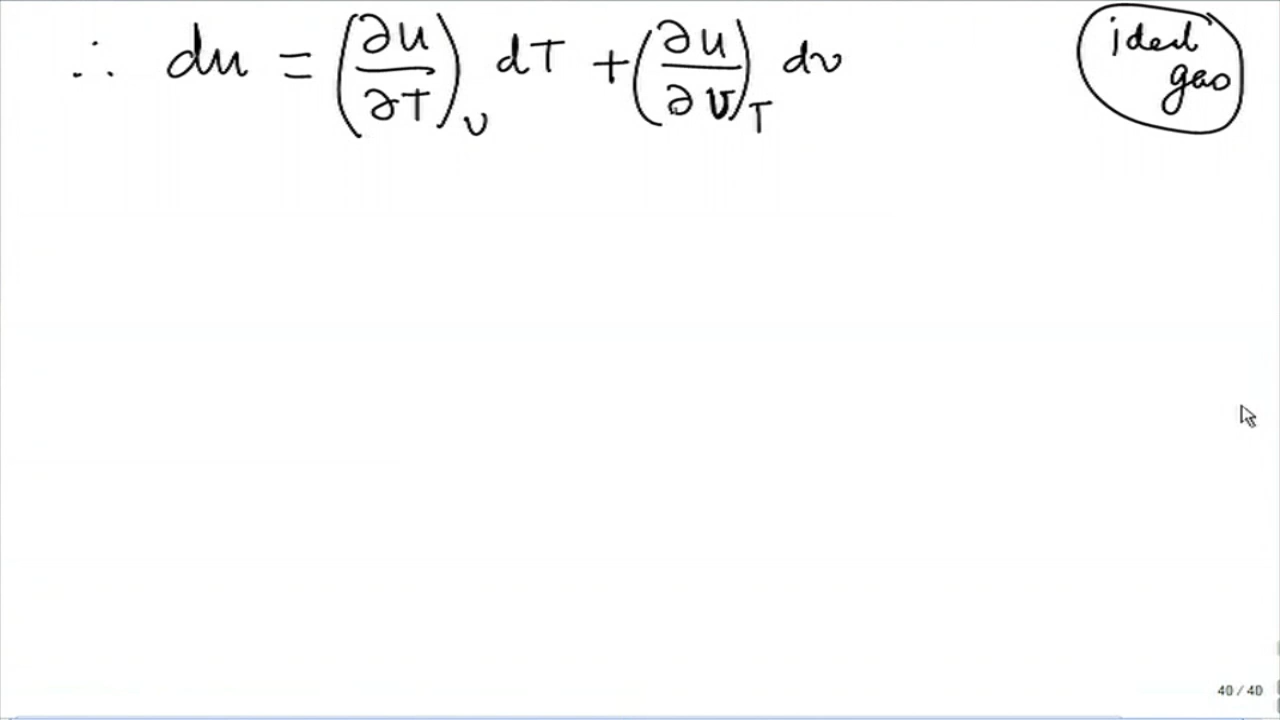 ∴ du = (∂u/∂T)_v dT + (∂u/∂v)_T dv
ideal
gas
40 / 40